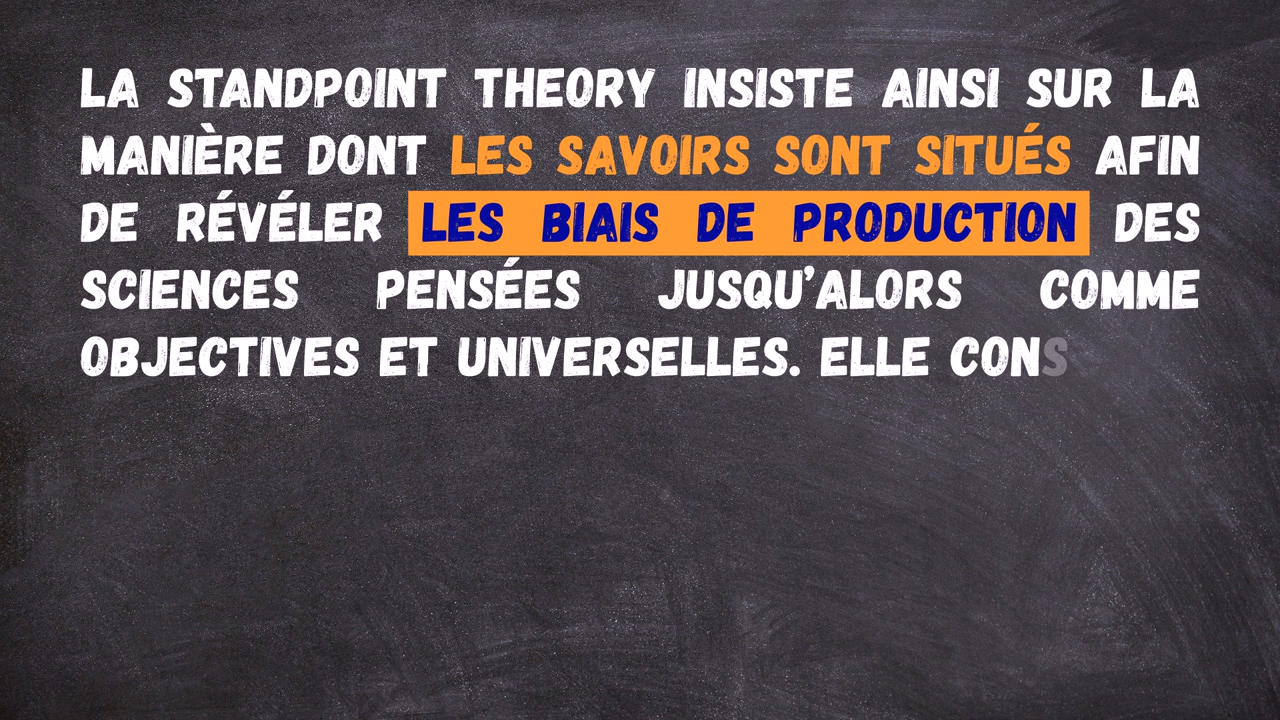 LA STANDPOINT THEORY INSISTE AINSI SUR LA
MANIÈRE DONT LES SAVOIRS SONT SITUÉS AFIN
DE RÉVÉLER LES BIAIS DE PRODUCTION DES
SCIENCES PENSÉES JUSQU'ALORS COMME
OBJECTIVES ET UNIVERSELLES. ELLE CONS